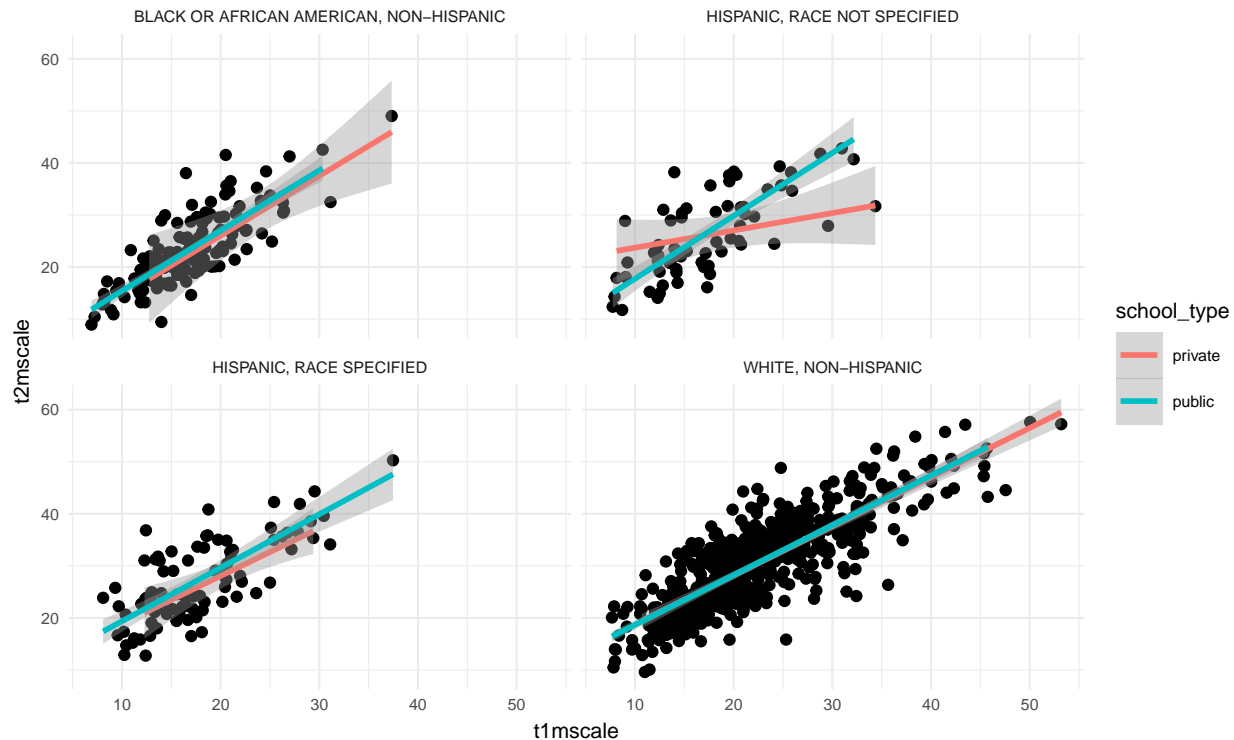 BLACK OR AFRICAN AMERICAN, NON−HISPANIC
HISPANIC, RACE NOT SPECIFIED
60
40
20
HISPANIC, RACE SPECIFIED
WHITE, NON−HISPANIC
60
40
20
10 20 30 40 50
10 20 30 40 50
t1mscale
t2mscale
school_type
private
public